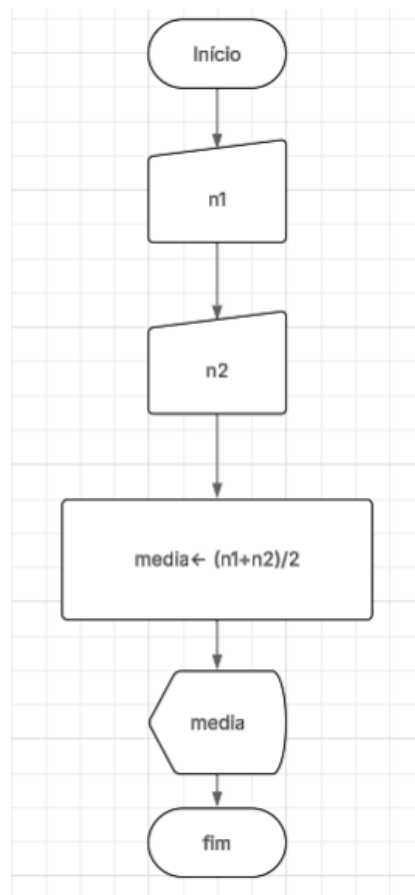 Início
n1
n2
media← (n1+n2)/2
media
fim